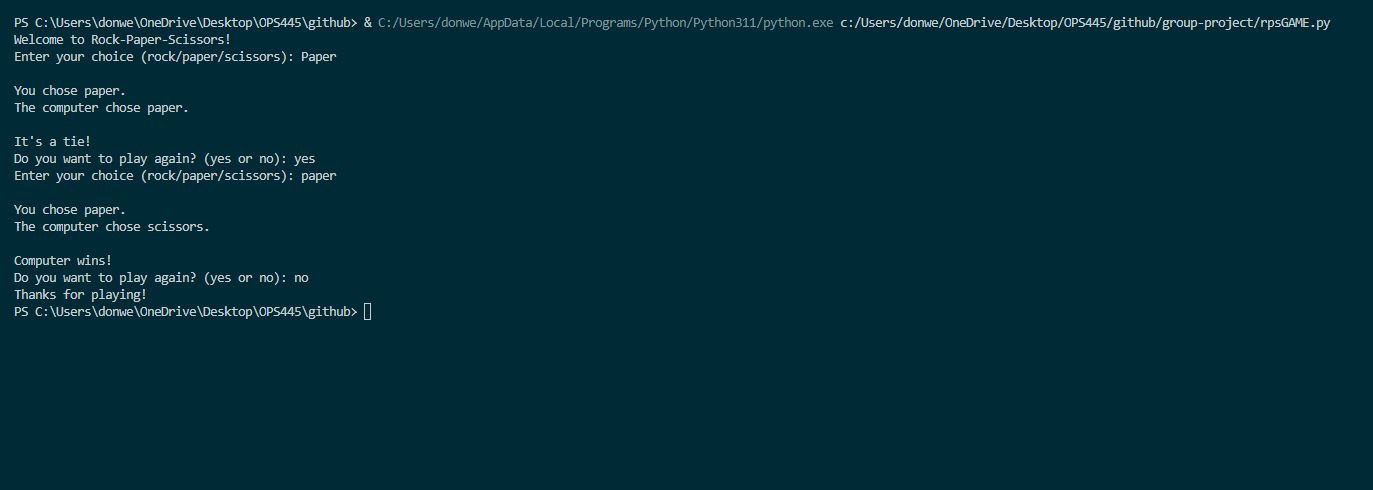 PS C:\Users\donwe\OneDrive\Desktop\OPS445\github> & C:/Users/donwe/AppData/Local/Programs/Python/Python311/python.exe c:/Users/donwe/OneDrive/Desktop/OPS445/github/group-project/rpsGAME.py
Welcome to Rock-Paper-Scissors!
Enter your choice (rock/paper/scissors): Paper
You chose paper.
The computer chose paper.
It's a tie!
Do you want to play again? (yes or no): yes
Enter your choice (rock/paper/scissors): paper
You chose paper.
The computer chose scissors.
Computer wins!
Do you want to play again? (yes or no): no
Thanks for playing!
PS C:\Users\donwe\OneDrive\Desktop\OPS445\github>